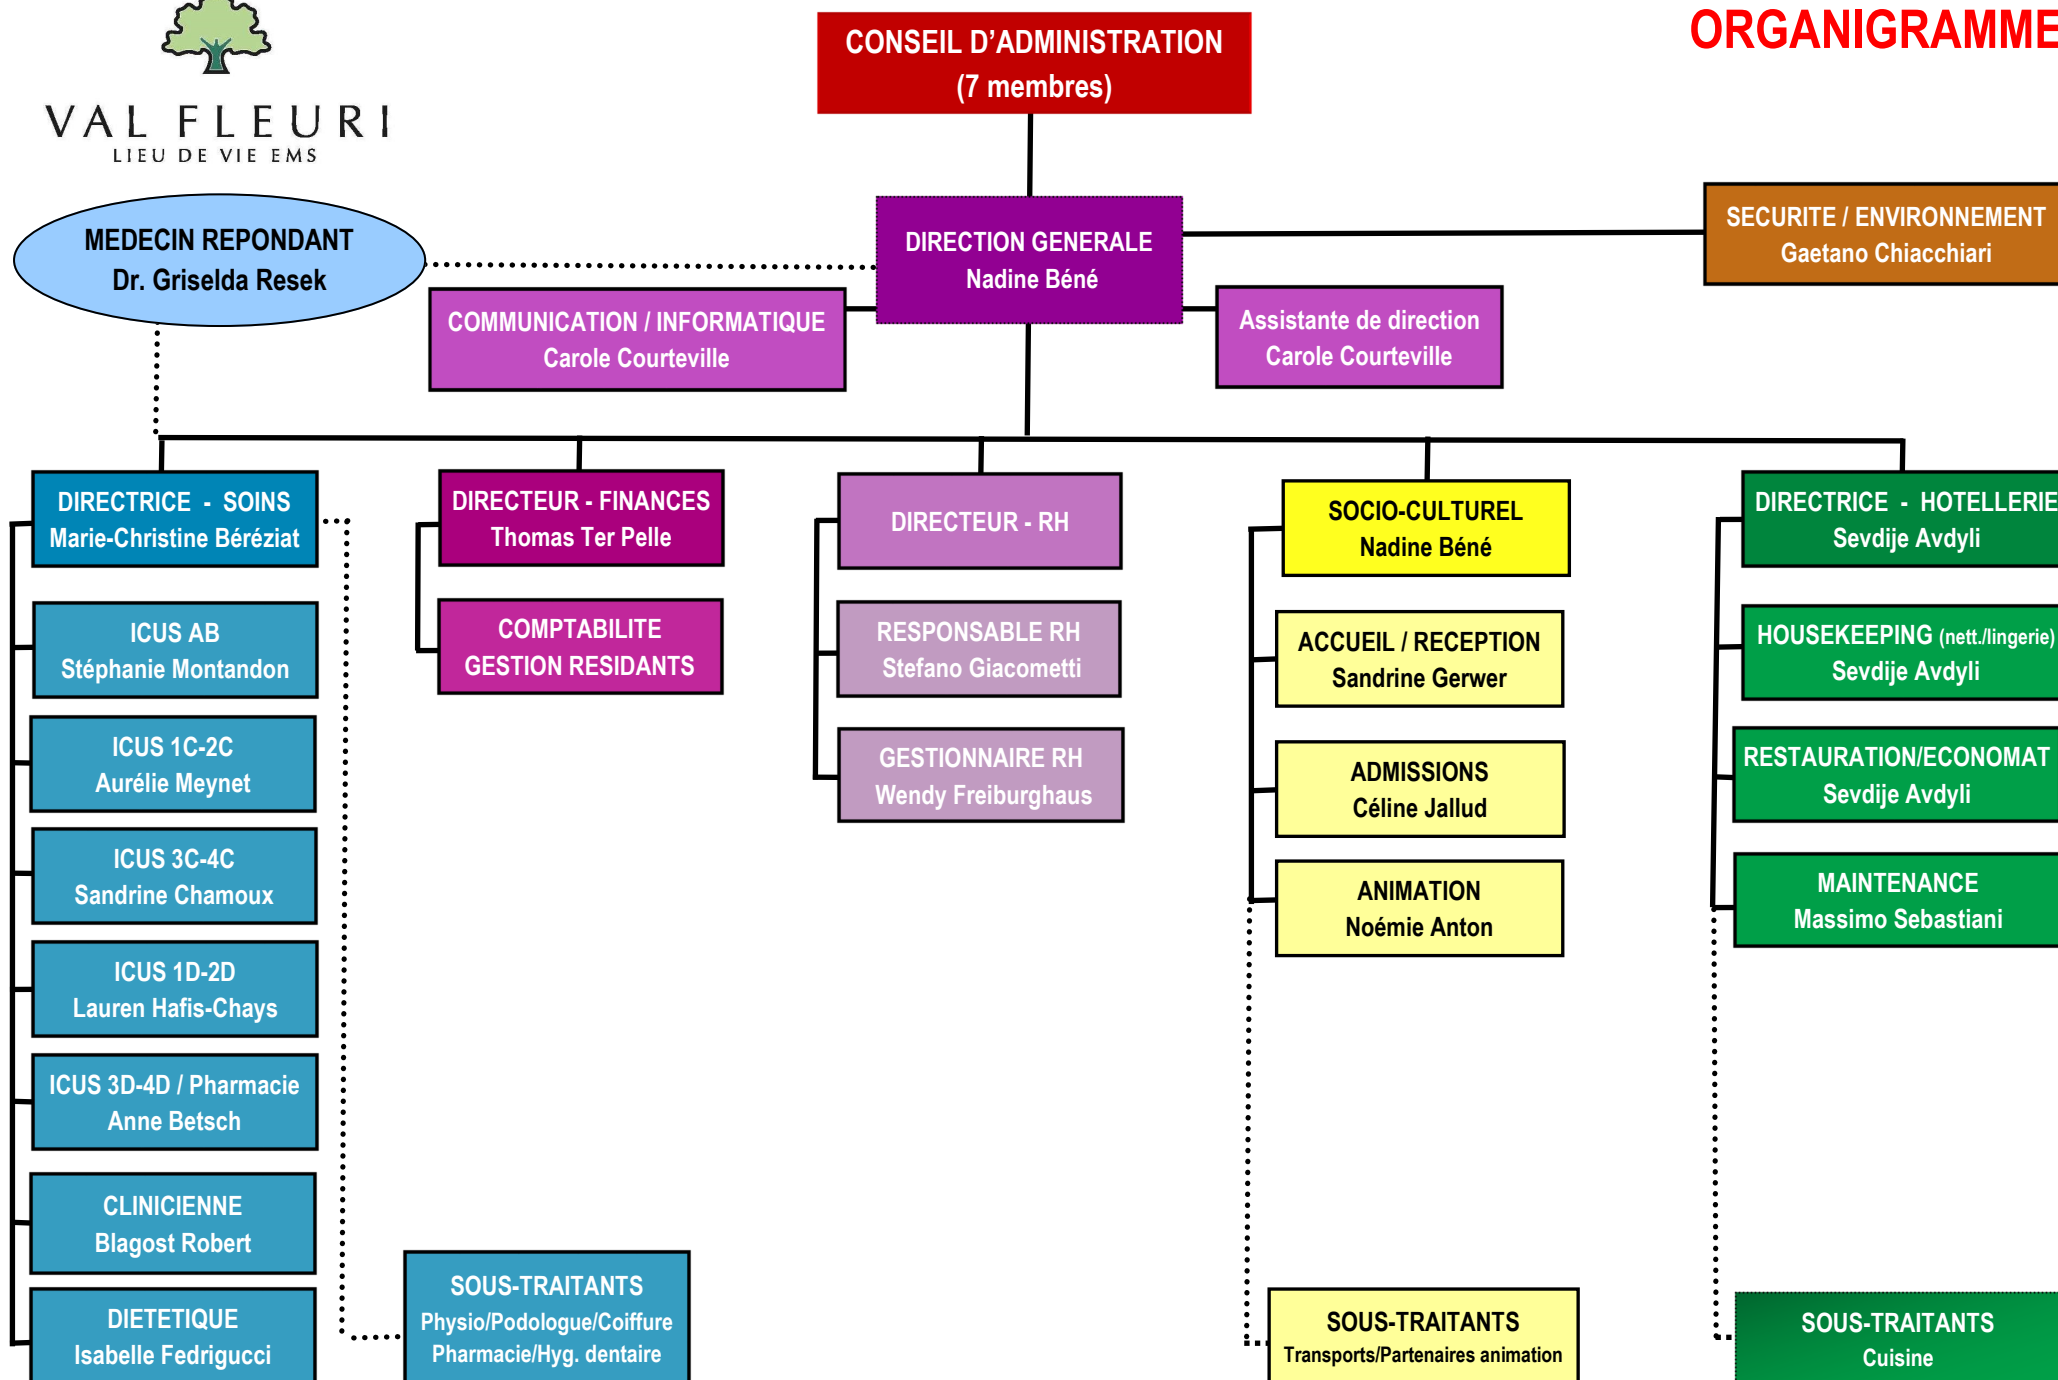 ORGANIGRAMME
VAL FLEURI
LIEU DE VIE EMS
CONSEIL D'ADMINISTRATION
(7 membres)
MEDECIN REPONDANT
Dr. Griselda Resek
DIRECTION GENERALE
Nadine Béné
SECURITE / ENVIRONNEMENT
Gaetano Chiacchiari
COMMUNICATION / INFORMATIQUE
Carole Courteville
Assistante de direction
Carole Courteville
DIRECTRICE - SOINS
Marie-Christine Béréziat
ICUS AB
Stéphanie Montandon
ICUS 1C-2C
Aurélie Meynet
ICUS 3C-4C
Sandrine Chamoux
ICUS 1D-2D
Lauren Hafis-Chays
ICUS 3D-4D / Pharmacie
Anne Betsch
CLINICIENNE
Blagost Robert
DIETETIQUE
Isabelle Fedrigucci
SOUS-TRAITANTS
Physio/Podologue/Coiffure
Pharmacie/Hyg. dentaire
DIRECTEUR - FINANCES
Thomas Ter Pelle
COMPTABILITE
GESTION RESIDANTS
DIRECTEUR - RH
RESPONSABLE RH
Stefano Giacometti
GESTIONNAIRE RH
Wendy Freiburghaus
SOCIO-CULTUREL
Nadine Béné
ACCUEIL / RECEPTION
Sandrine Gerwer
ADMISSIONS
Céline Jallud
ANIMATION
Noémie Anton
SOUS-TRAITANTS
Transports/Partenaires animation
DIRECTRICE - HOTELLERIE
Sevdije Avdyli
HOUSEKEEPING (nett./lingerie)
Sevdije Avdyli
RESTAURATION/ECONOMAT
Sevdije Avdyli
MAINTENANCE
Massimo Sebastiani
SOUS-TRAITANTS
Cuisine